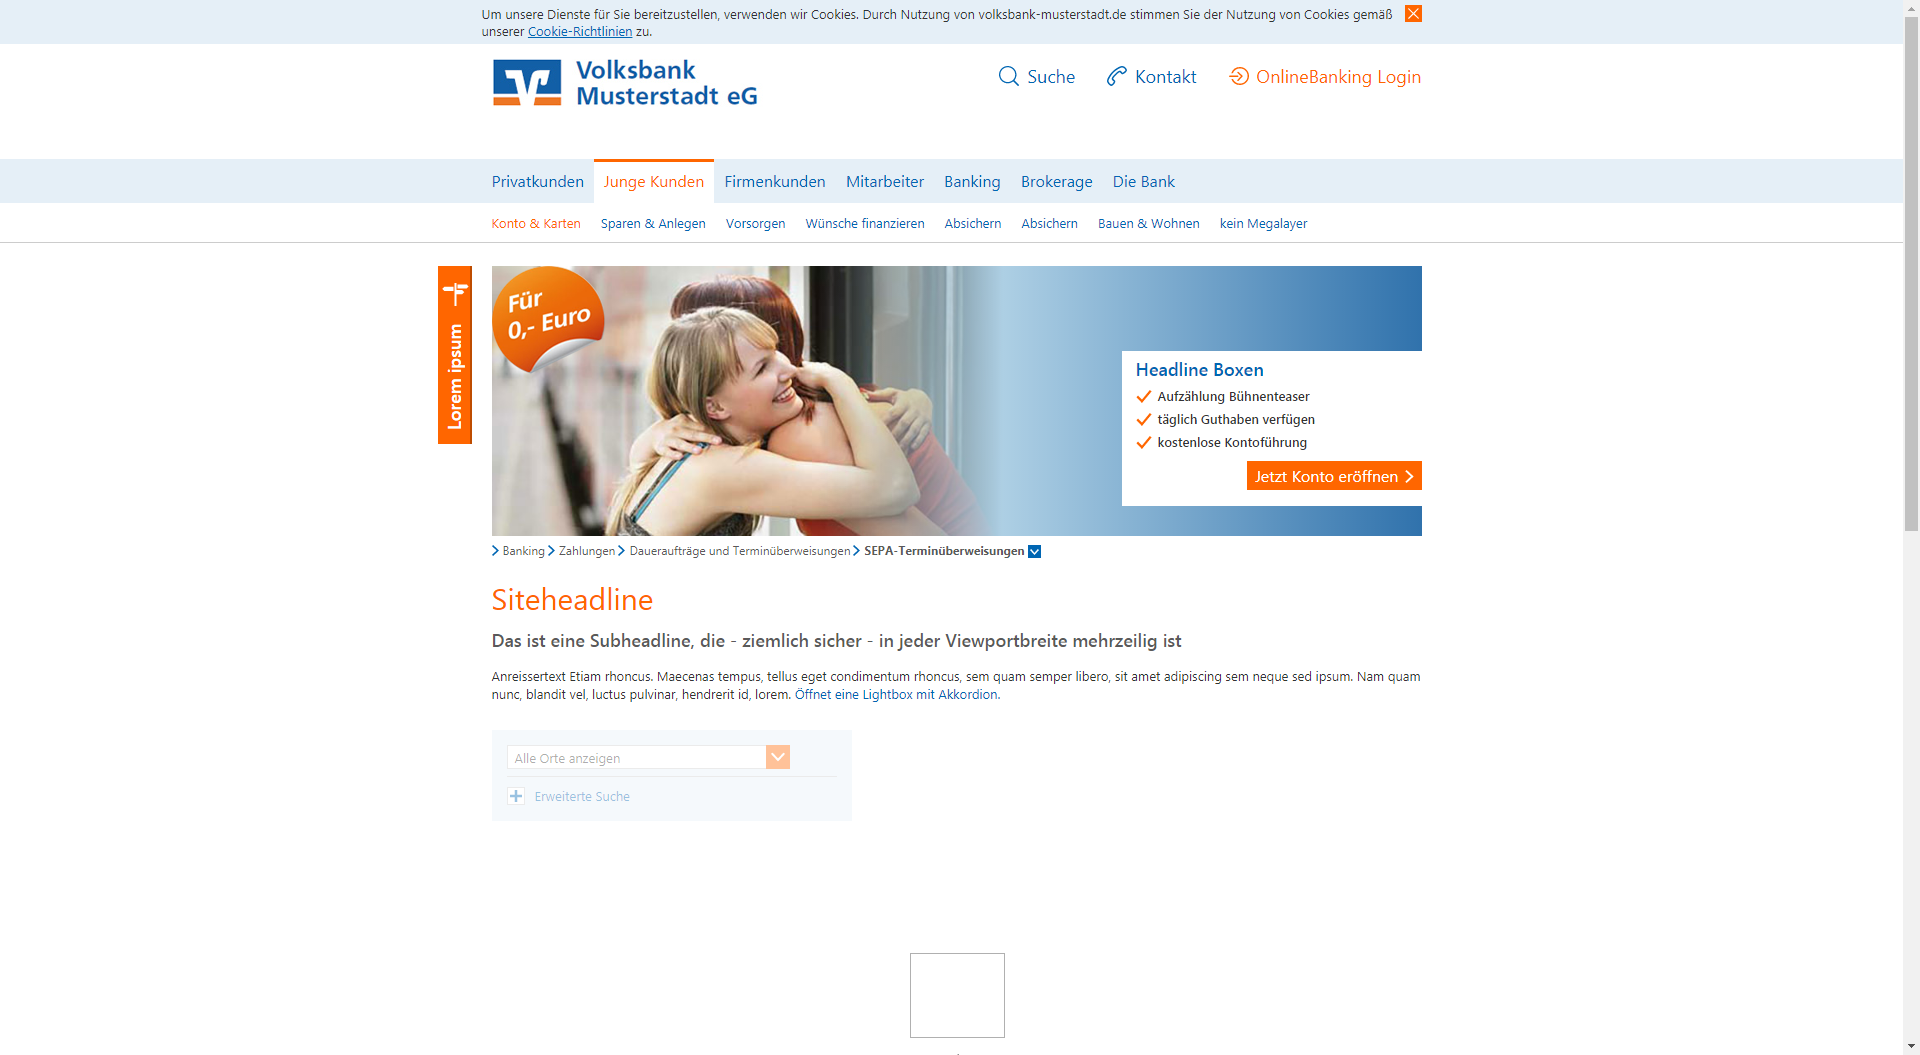 Um unsere Dienste für Sie bereitzustellen, verwenden wir Cookies. Durch Nutzung von volksbank-musterstadt.de stimmen Sie der Nutzung von Cookies gemäß
unserer Cookie-Richtlinien zu.
Volksbank
Musterstadt eG
Suche
Kontakt
OnlineBanking Login
Privatkunden
Junge Kunden
Firmenkunden
Mitarbeiter
Banking
Brokerage
Die Bank
Konto & Karten
Sparen & Anlegen
Vorsorgen
Wünsche finanzieren
Absichern
Absichern
Bauen & Wohnen
kein Megalayer
Lorem ipsum
Für
0,- Euro
Headline Boxen
Aufzählung Bühnenteaser
täglich Guthaben verfügen
kostenlose Kontoführung
Jetzt Konto eröffnen
Banking
Zahlungen
Daueraufträge und Terminüberweisungen
SEPA-Terminüberweisungen
Siteheadline
Das ist eine Subheadline, die - ziemlich sicher - in jeder Viewportbreite mehrzeilig ist
Anreissertext Etiam rhoncus. Maecenas tempus, tellus eget condimentum rhoncus, sem quam semper libero, sit amet adipiscing sem neque sed ipsum. Nam quam
nunc, blandit vel, luctus pulvinar, hendrerit id, lorem. Öffnet eine Lightbox mit Akkordion.
Alle Orte anzeigen
Erweiterte Suche